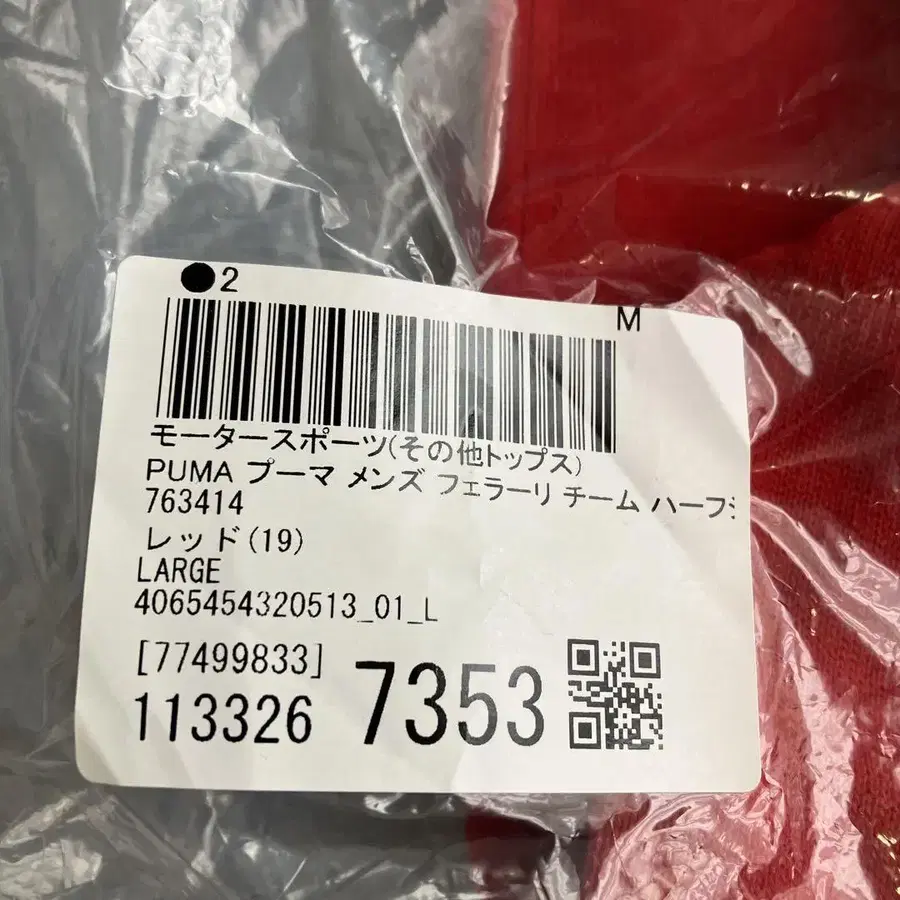 ●2
M
モータースポーツ(その他トップス)
PUMA プーマ メンズ フェラーリ チーム ハーフ
763414
レッド(19)
LARGE
4065454320513_01_L
[77499833]
113326 7353